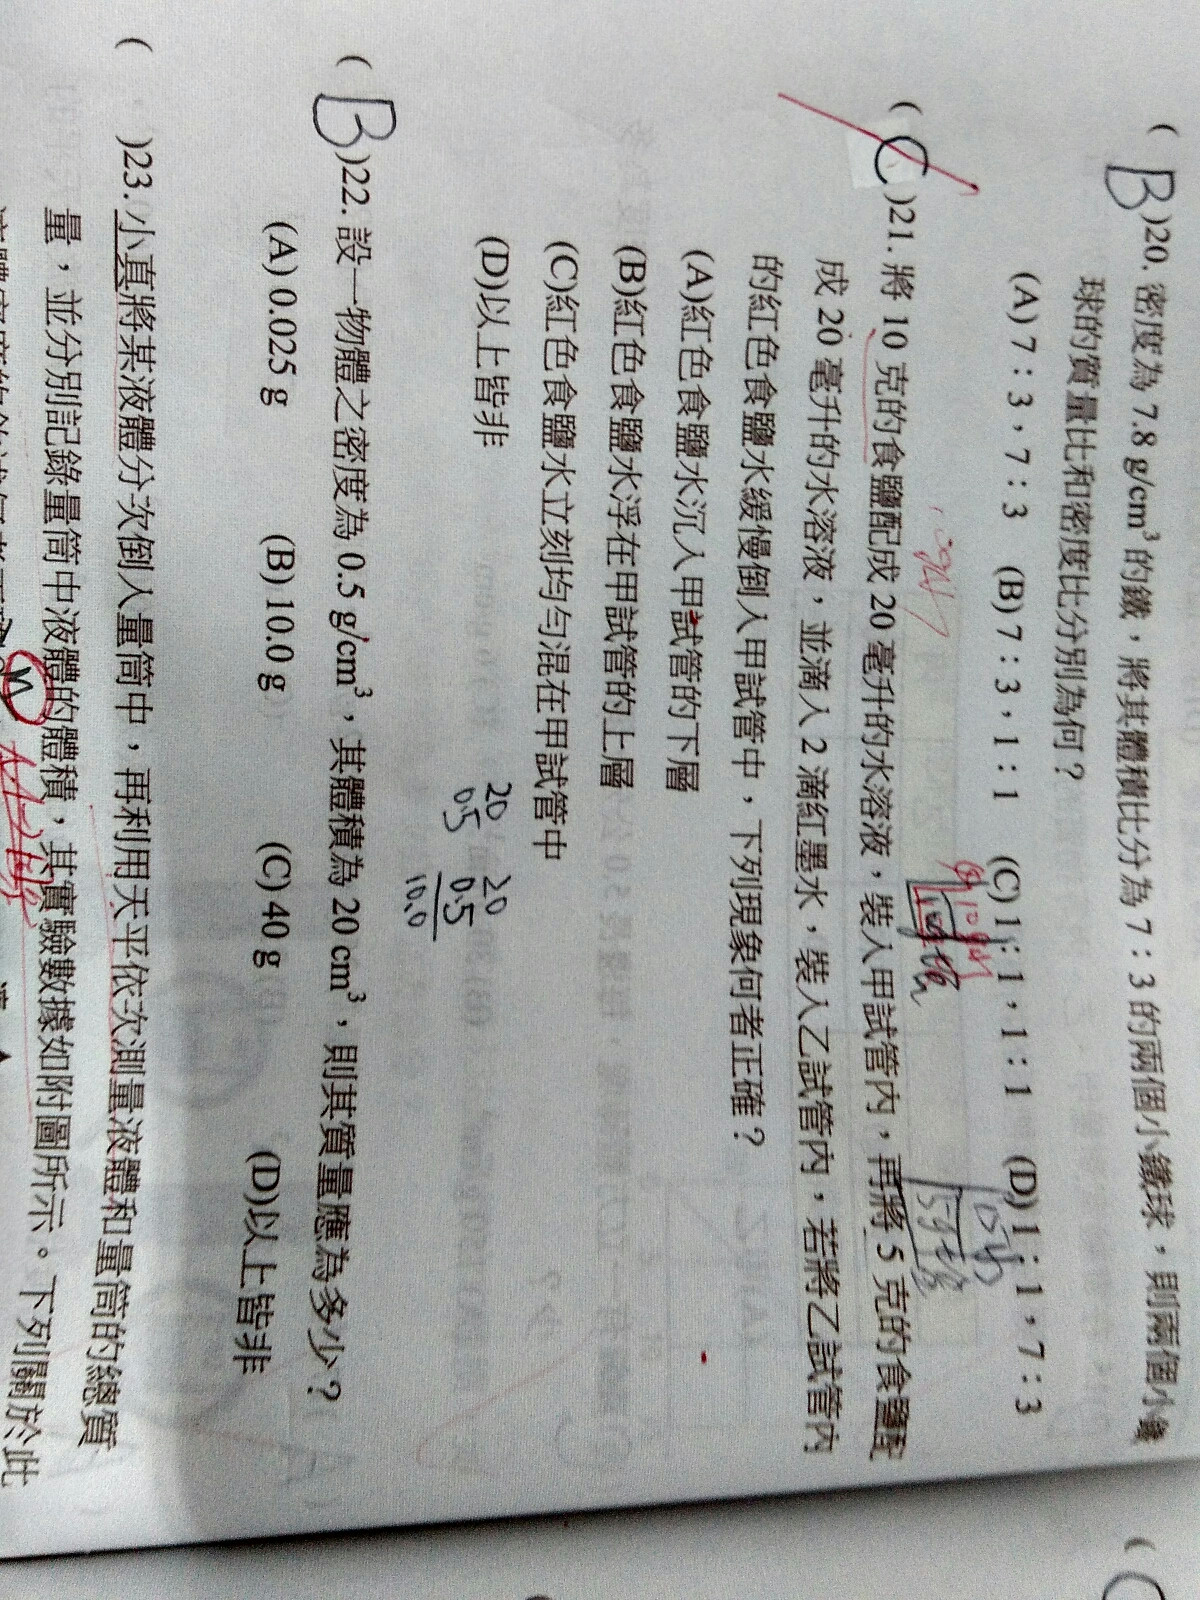 ( B )20. 密度為 7.8 g/cm³ 的鐵，將其體積比分為 7：3 的兩個小鐵球，則兩個小
球的質量比和密度比分別為何？
(A) 7：3，7：3 (B) 7：3，1：1 (C) 1：1，1：1 (D) 1：1，7：3
( C )21. 將 10 克的食鹽配成 20 毫升的水溶液，裝入甲試管內，再將 5 克的食鹽配
成 20 毫升的水溶液，並滴入 2 滴紅墨水，裝入乙試管內，若將乙試管內
的紅色食鹽水緩慢倒入甲試管中，下列現象何者正確？
(A)紅色食鹽水沉入甲試管的下層
(B)紅色食鹽水浮在甲試管的上層
(C)紅色食鹽水立刻均勻混在甲試管中
(D)以上皆非
20 20
0.5 0.5
10.0
( B )22. 設一物體之密度為 0.5 g/cm³，其體積為 20 cm³，則其質量應為多少？
(A) 0.025 g (B) 10.0 g (C) 40 g (D)以上皆非
( )23. 小真將某液體分次倒入量筒中，再利用天平依次測量液體和量筒的總質
量，並分別記錄量筒中液體的體積，其實驗數據如附圖所示。下列關於此